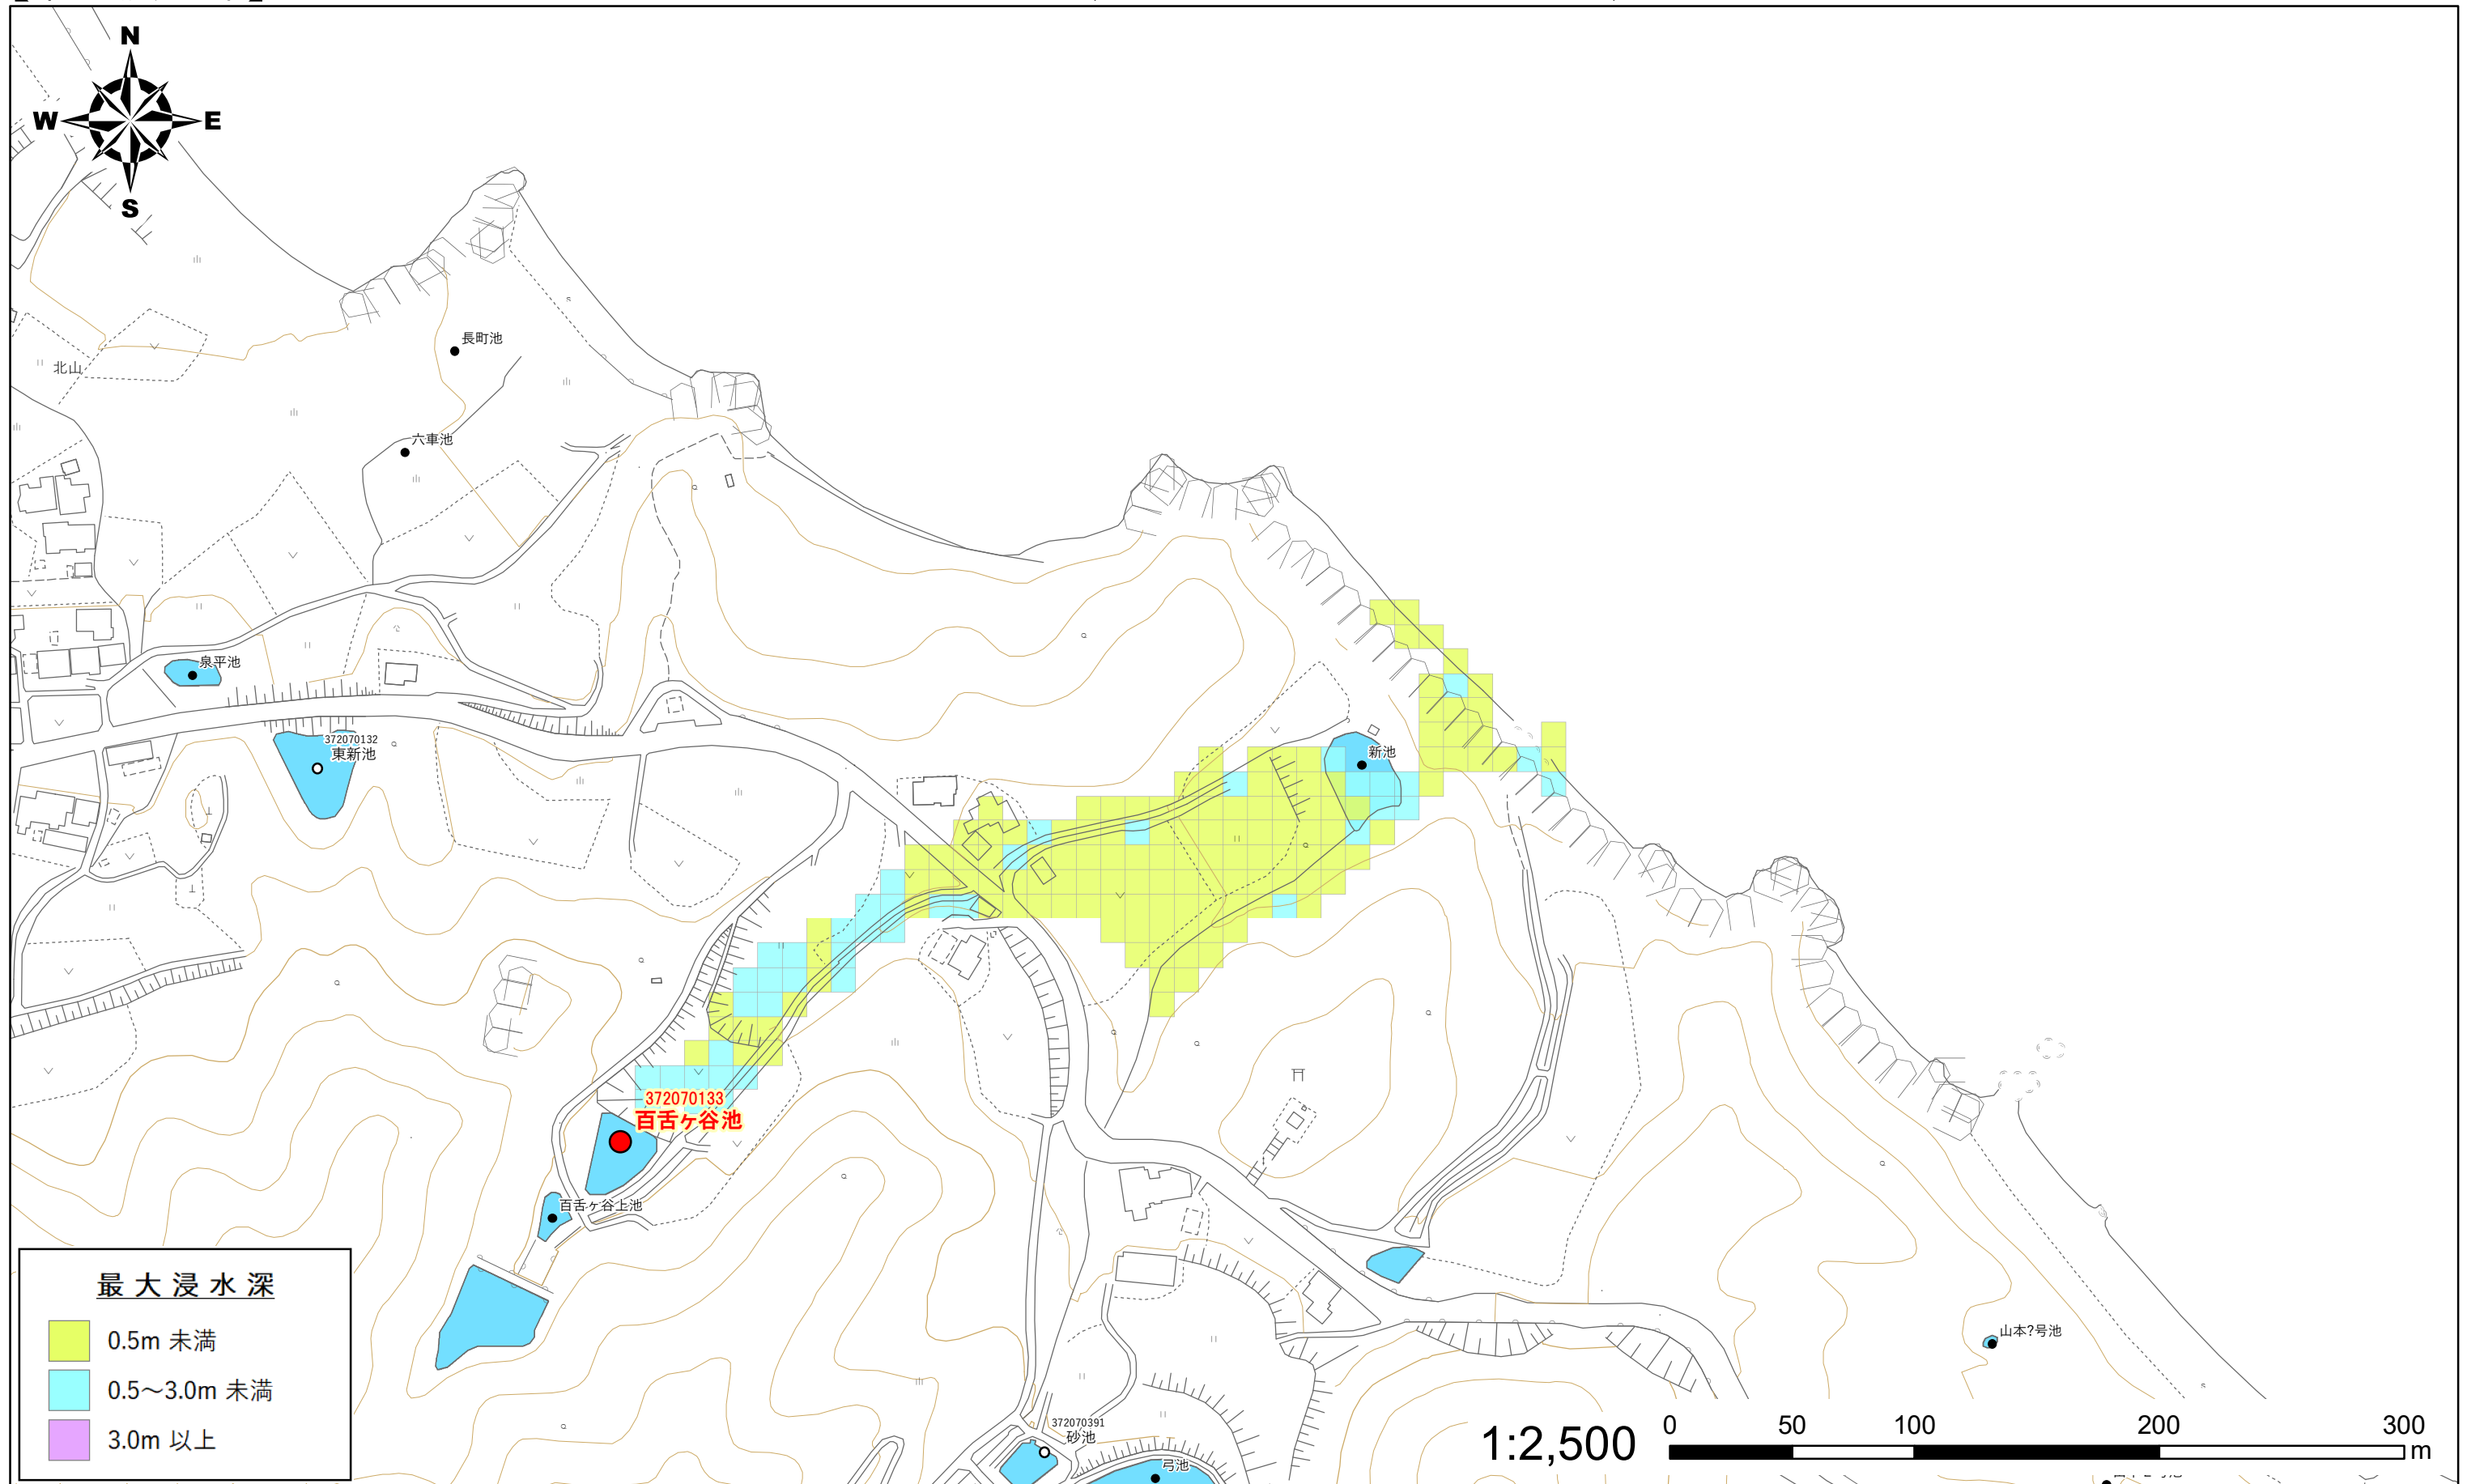 N
W E
S
長町池
北山
六車池
泉平池
372070132
東新池
新池
372070133
百舌ヶ谷池
百舌ヶ谷上池
最大浸水深
0.5m 未満
0.5～3.0m 未満
3.0m 以上
山本?号池
372070391
砂池
弓池
1:2,500
0 50 100 200 300
m